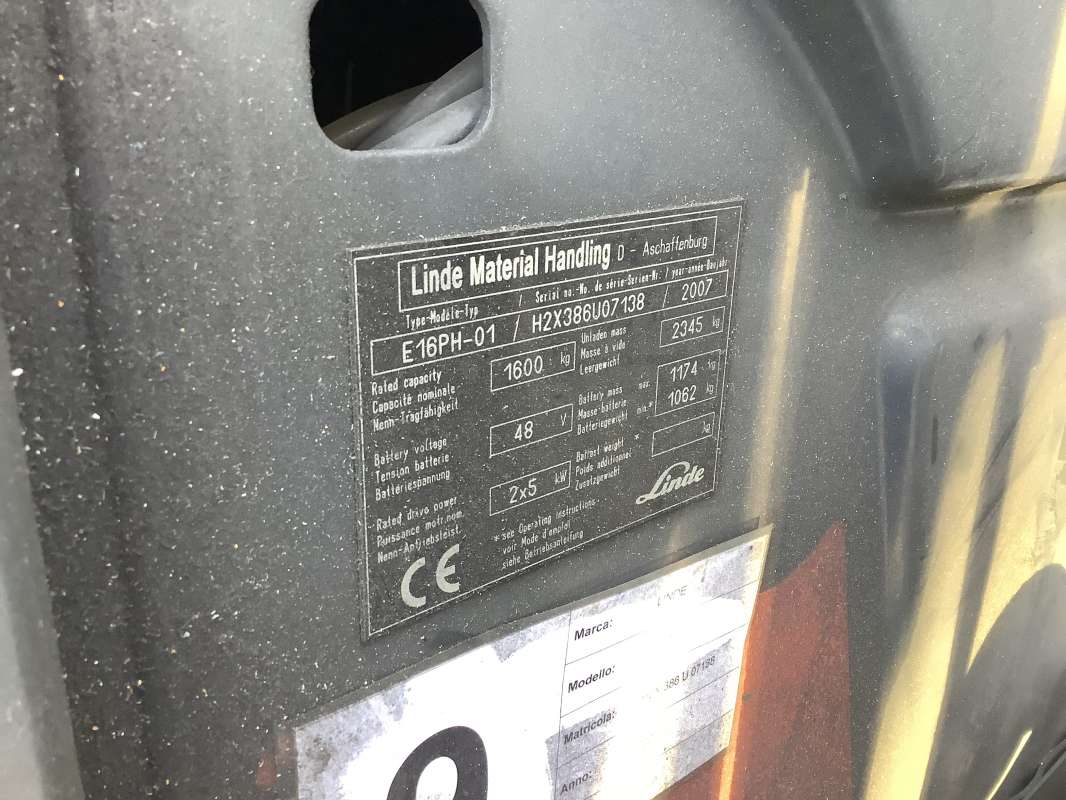 Linde Material Handling D - Aschaffenburg
Type-Modèle-Typ / Serial no.-No. de série-Serien-Nr. / year-année-Baujahr
E16PH-01 / H2X386U07138 / 2007
Rated capacity
Capacité nominale
Nenn-Tragfähigkeit
1600 kg
Unladen mass
Masse à vide
Leergewicht
2345 kg
Battery voltage
Tension batterie
Batteriespannung
48 V
Battery mass max.
Masse-batterie
Batteriegewicht min.*
1174 kg
1062 kg
Rated drive power
Puissance motr.nom.
Nenn-Antriebsleist.
2x5 kW
Ballast weight *
Poids additionnel
Zusatzgewicht
kg
CE
* see Operating instructions
voir Mode d'emploi
siehe Betriebsanleitung
Linde
Marca: LINDE
Modello:
Matricola: 386 U 07138
Anno: